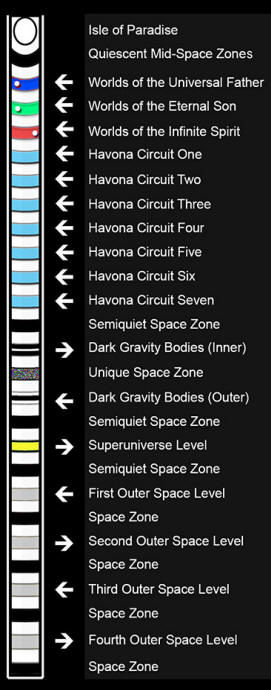 Isle of Paradise
Quiescent Mid-Space Zones
Worlds of the Universal Father
Worlds of the Eternal Son
Worlds of the Infinite Spirit
Havona Circuit One
Havona Circuit Two
Havona Circuit Three
Havona Circuit Four
Havona Circuit Five
Havona Circuit Six
Havona Circuit Seven
Semiquiet Space Zone
Dark Gravity Bodies (Inner)
Unique Space Zone
Dark Gravity Bodies (Outer)
Semiquiet Space Zone
Superuniverse Level
Semiquiet Space Zone
First Outer Space Level
Space Zone
Second Outer Space Level
Space Zone
Third Outer Space Level
Space Zone
Fourth Outer Space Level
Space Zone